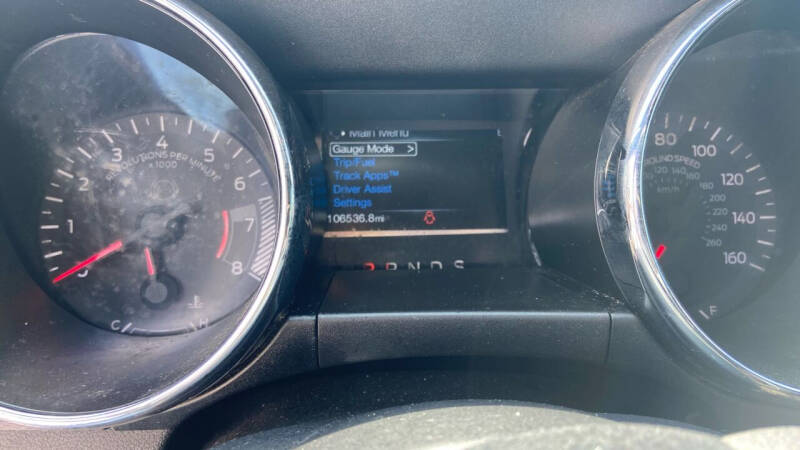 • Main Menu
Gauge Mode >
Trip/Fuel
Track Apps™
Driver Assist
Settings
106536.8mi
P R N D S
1 2 3 4 5 6 7 8
REVOLUTIONS PER MINUTE
×1000
C H
80 100 120 140 160
GROUND SPEED
120 140 160 180 200 220 240 260
km/h
F